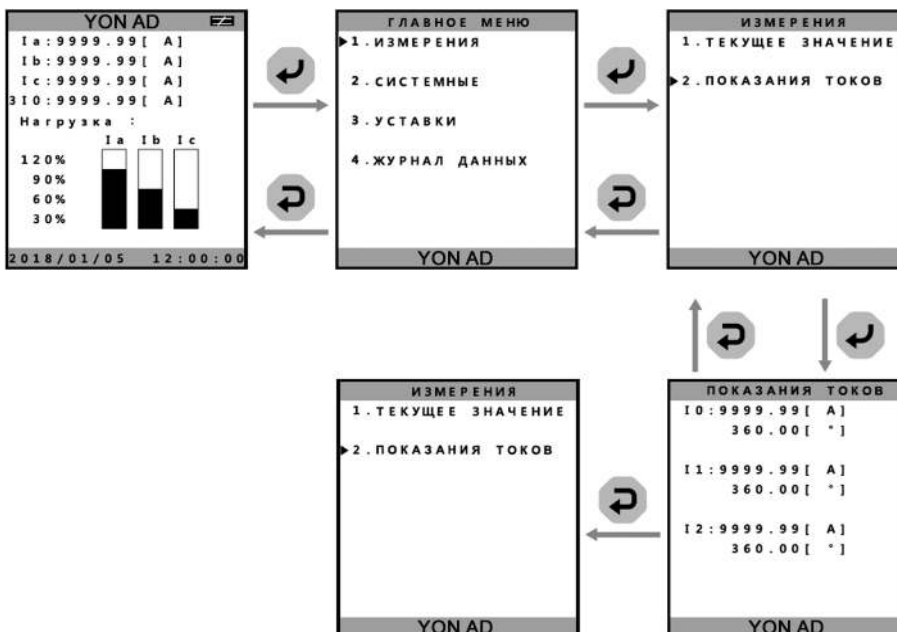 YON AD
Ia:9999.99[ A]
Ib:9999.99[ A]
Ic:9999.99[ A]
3I0:9999.99[ A]
Нагрузка :
Ia Ib Ic
120%
90%
60%
30%
2018/01/05 12:00:00
ГЛАВНОЕ МЕНЮ
1.ИЗМЕРЕНИЯ
2.СИСТЕМНЫЕ
3.УСТАВКИ
4.ЖУРНАЛ ДАННЫХ
YON AD
ИЗМЕРЕНИЯ
1.ТЕКУЩЕЕ ЗНАЧЕНИЕ
2.ПОКАЗАНИЯ ТОКОВ
YON AD
ИЗМЕРЕНИЯ
1.ТЕКУЩЕЕ ЗНАЧЕНИЕ
2.ПОКАЗАНИЯ ТОКОВ
YON AD
ПОКАЗАНИЯ ТОКОВ
I0:9999.99[ A]
360.00[ °]
I1:9999.99[ A]
360.00[ °]
I2:9999.99[ A]
360.00[ °]
YON AD